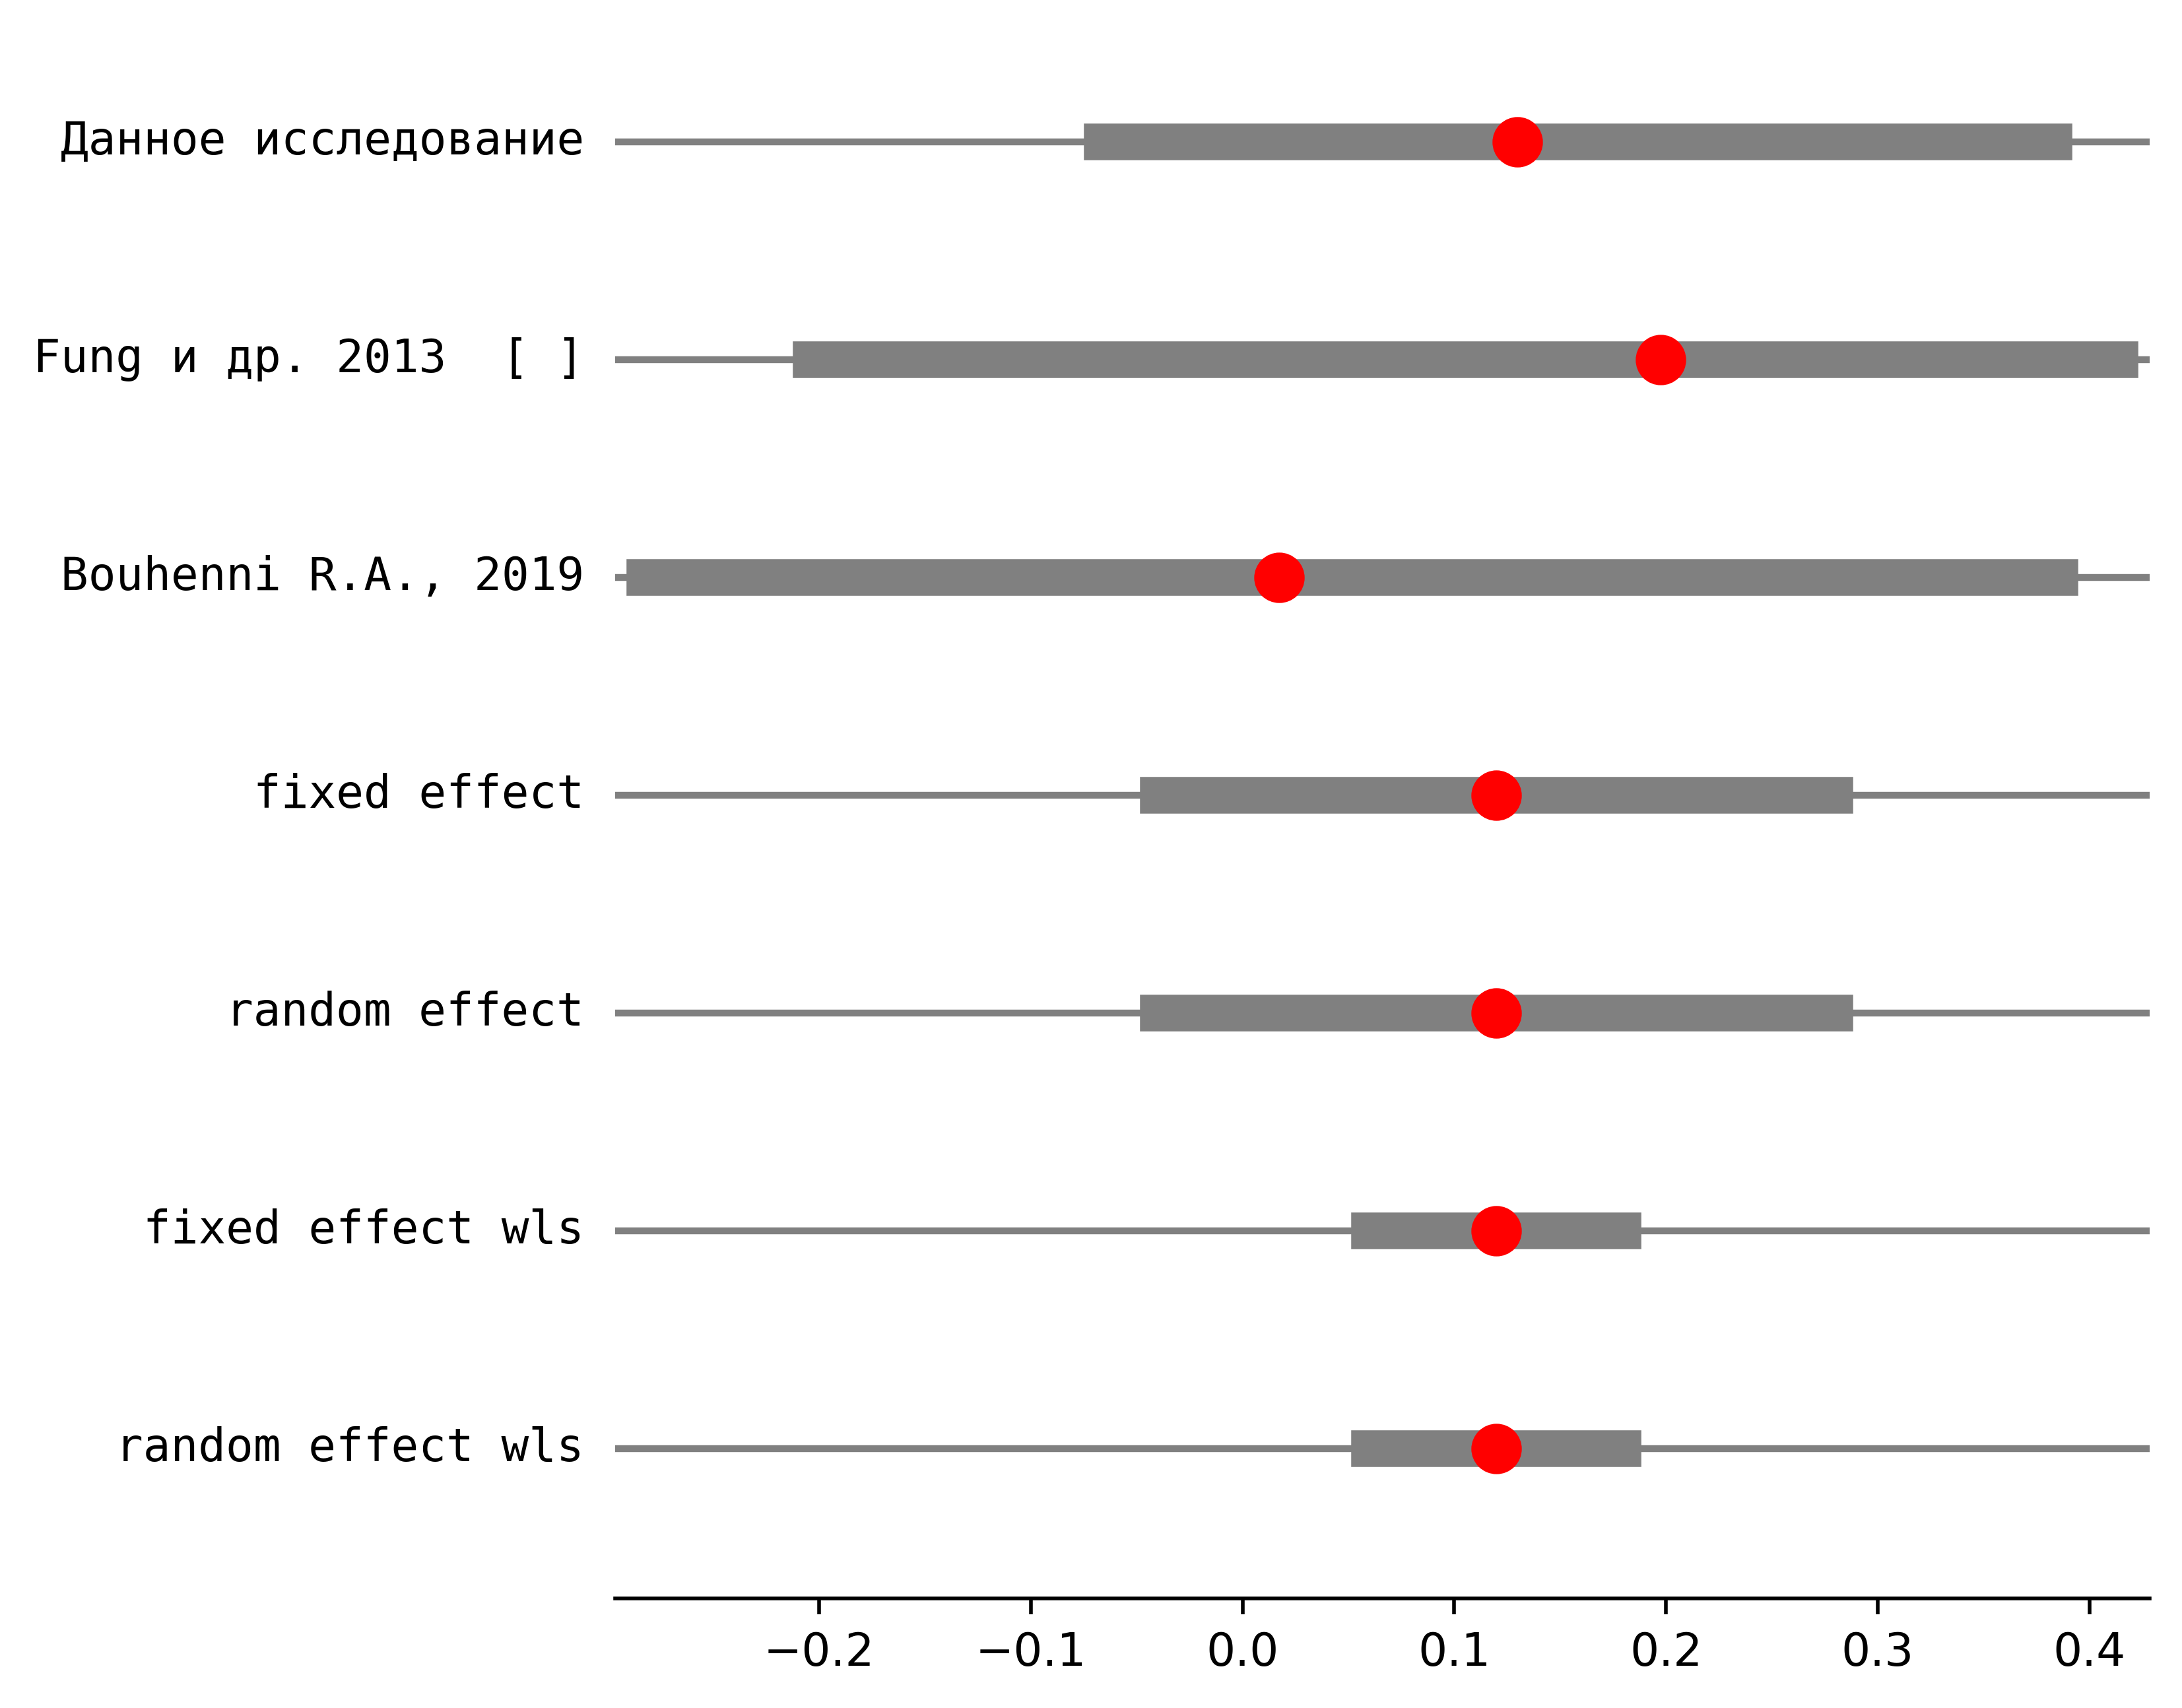 Данное исследование
Fung и др. 2013  [ ]
Bouhenni R.A., 2019
fixed effect
random effect
fixed effect wls
random effect wls
−0.2 −0.1 0.0 0.1 0.2 0.3 0.4